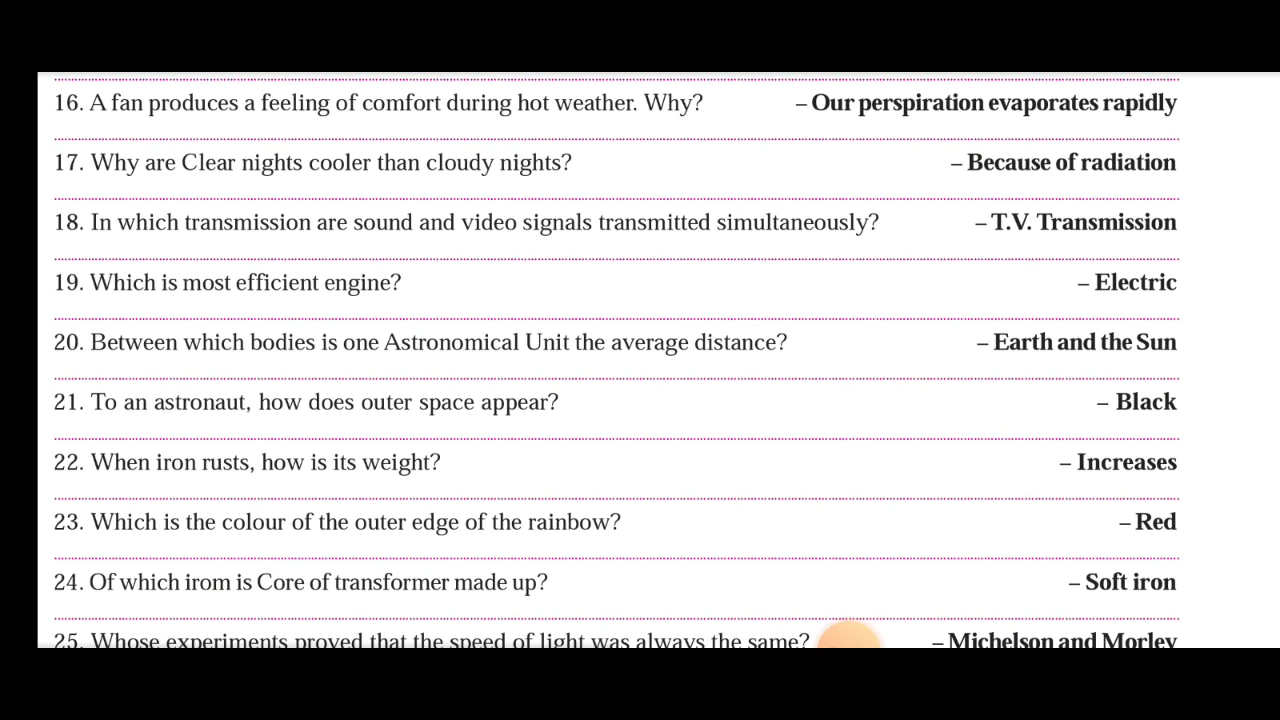 16. A fan produces a feeling of comfort during hot weather. Why? – Our perspiration evaporates rapidly
17. Why are Clear nights cooler than cloudy nights? – Because of radiation
18. In which transmission are sound and video signals transmitted simultaneously? – T.V. Transmission
19. Which is most efficient engine? – Electric
20. Between which bodies is one Astronomical Unit the average distance? – Earth and the Sun
21. To an astronaut, how does outer space appear? – Black
22. When iron rusts, how is its weight? – Increases
23. Which is the colour of the outer edge of the rainbow? – Red
24. Of which irom is Core of transformer made up? – Soft iron
25. Whose experiments proved that the speed of light was always the same? – Michelson and Morley